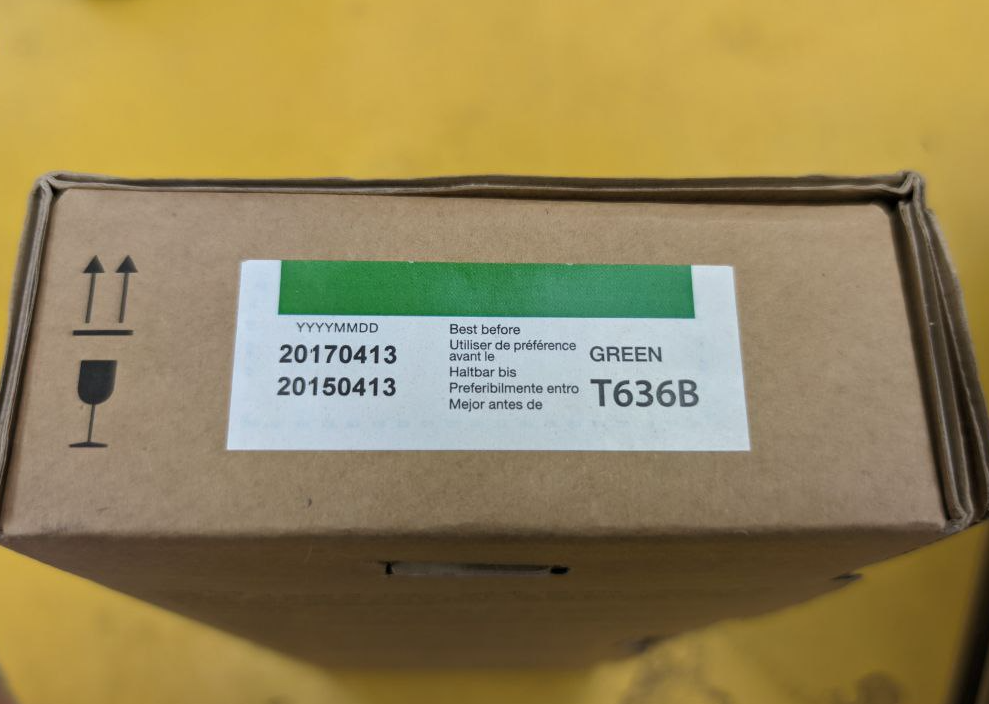 YYYYMMDD
20170413
20150413
Best before
Utiliser de préférence
avant le
Haltbar bis
Preferibilmente entro
Mejor antes de
GREEN
T636B